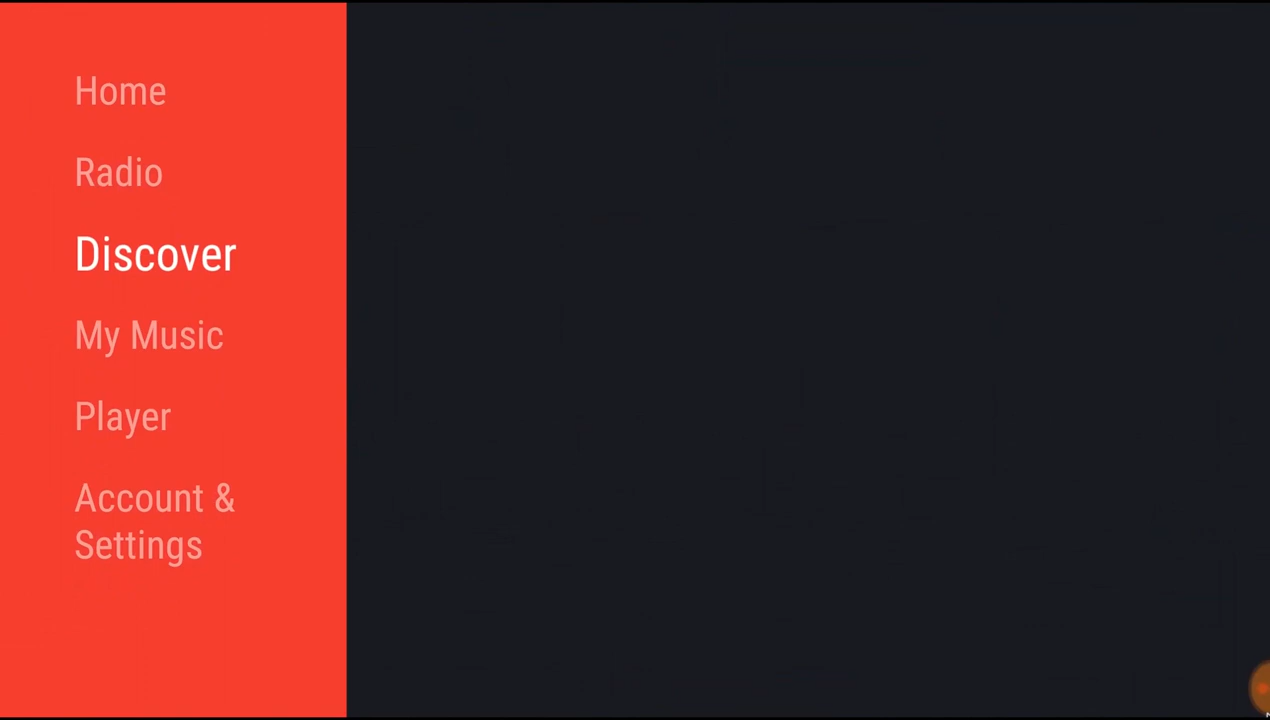 Home
Radio
Discover
My Music
Player
Account &
Settings